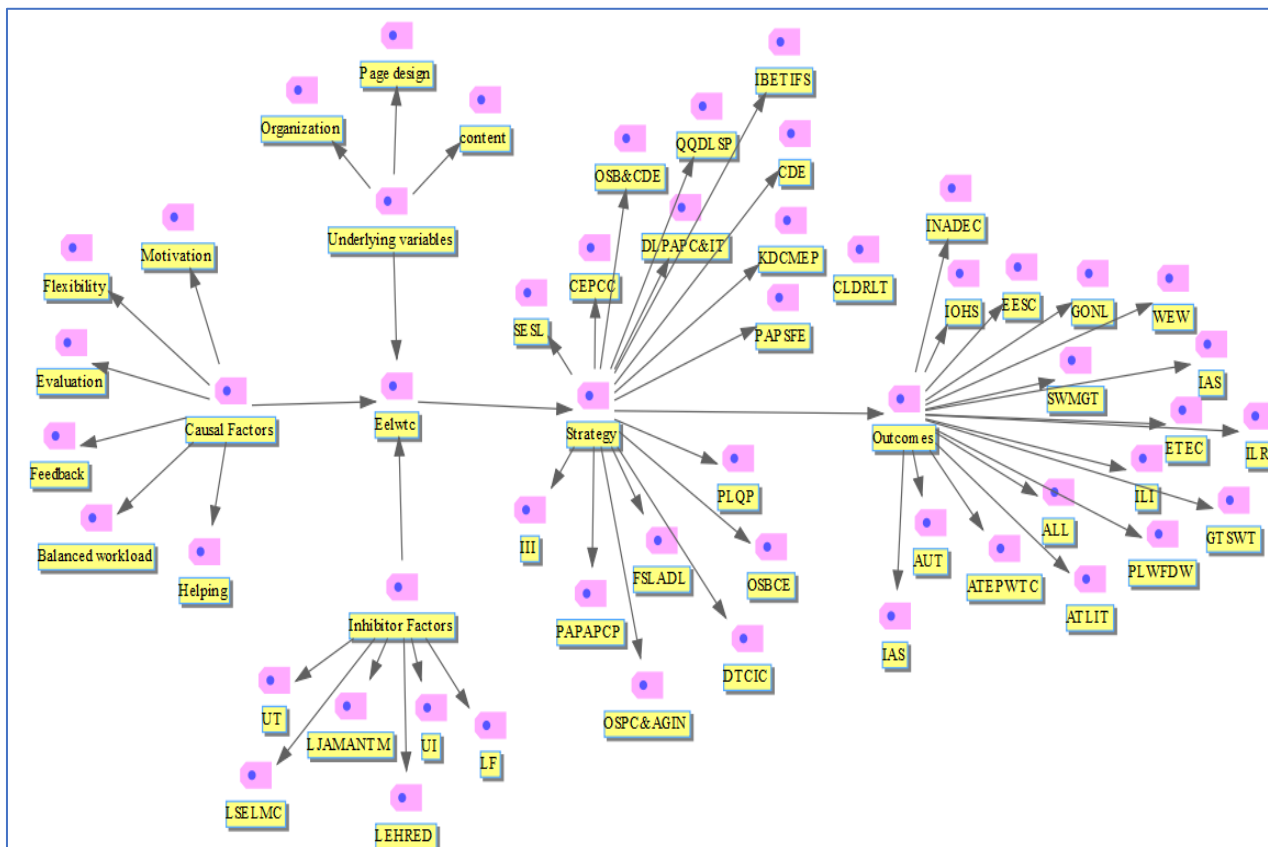 Page design
IBETIFS
Organization
content
QQDLSP
OSB&CDE
CDE
Underlying variables
DLPAPC&IT
INADEC
Motivation
KDCMEP
Flexibility
CEPCC
CLDRLT
IOHS
EESC
GONL
WEW
SESL
PAPSFE
Evaluation
SWMGT
IAS
Causal Factors
Eelwtc
Strategy
Outcomes
ETEC
ILR
Feedback
PLQP
ILI
Balanced workload
III
ALL
GTSWT
Helping
FSLADL
OSBCE
AUT
ATEPWTC
PLWFDW
Inhibitor Factors
PAPAPCP
ATLIT
IAS
DTCIC
UT
LJAMANTM
UI
OSPC&AGIN
LF
LSELMC
LEHRED